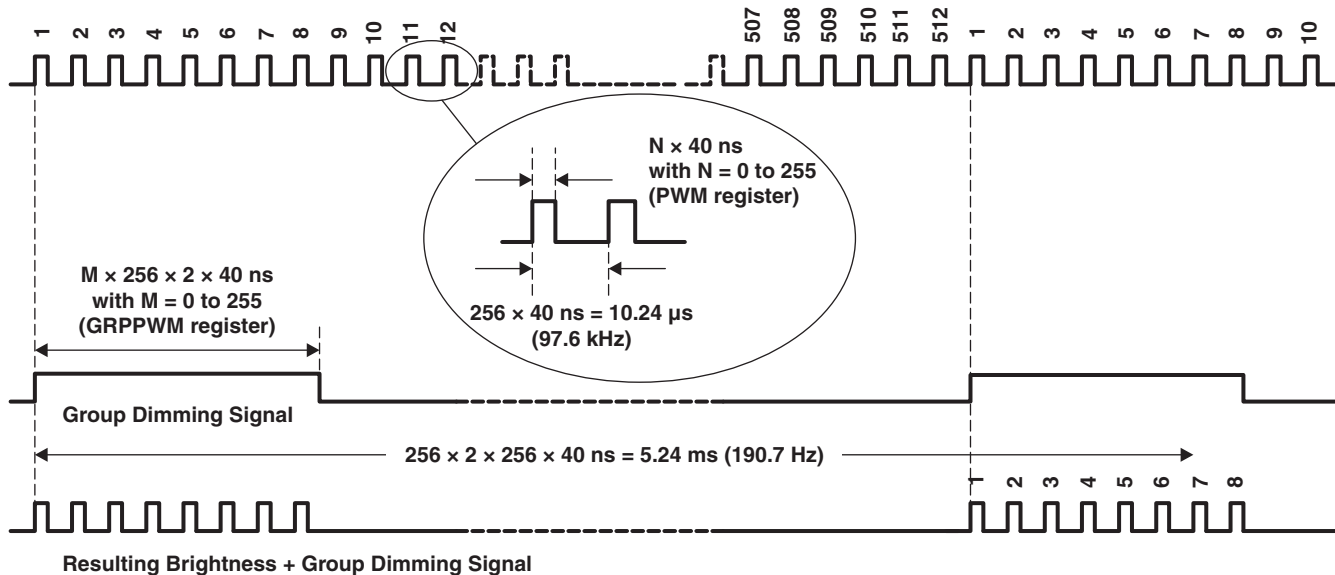 1 2 3 4 5 6 7 8 9 10 11 12 507 508 509 510 511 512 1 2 3 4 5 6 7 8 9 10
N × 40 ns
with N = 0 to 255
(PWM register)
M × 256 × 2 × 40 ns
with M = 0 to 255
(GRPPWM register)
256 × 40 ns = 10.24 µs
(97.6 kHz)
Group Dimming Signal
256 × 2 × 256 × 40 ns = 5.24 ms (190.7 Hz)
1 2 3 4 5 6 7 8
Resulting Brightness + Group Dimming Signal